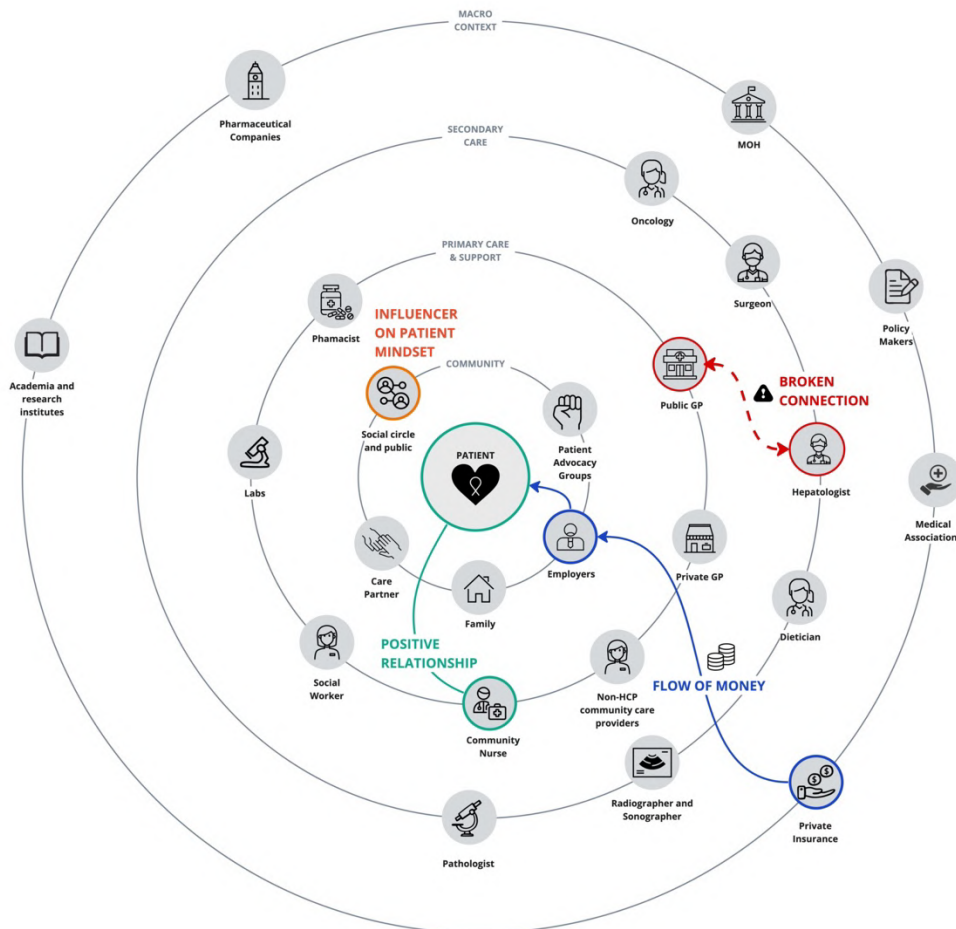 MACRO
CONTEXT
Pharmaceutical
Companies
MOH
SECONDARY
CARE
Oncology
Surgeon
PRIMARY CARE
& SUPPORT
Phamacist
INFLUENCER
ON PATIENT
MINDSET
Policy
Makers
Academia and
research
institutes
COMMUNITY
Public GP
BROKEN
CONNECTION
Social circle
and public
PATIENT
Patient
Advocacy
Groups
Labs
Hepatologist
Medical
Association
Employers
Private GP
Care
Partner
Family
Dietician
POSITIVE
RELATIONSHIP
Social
Worker
FLOW OF MONEY
Non-HCP
community care
providers
Community
Nurse
Radiographer and
Sonographer
Private
Insurance
Pathologist